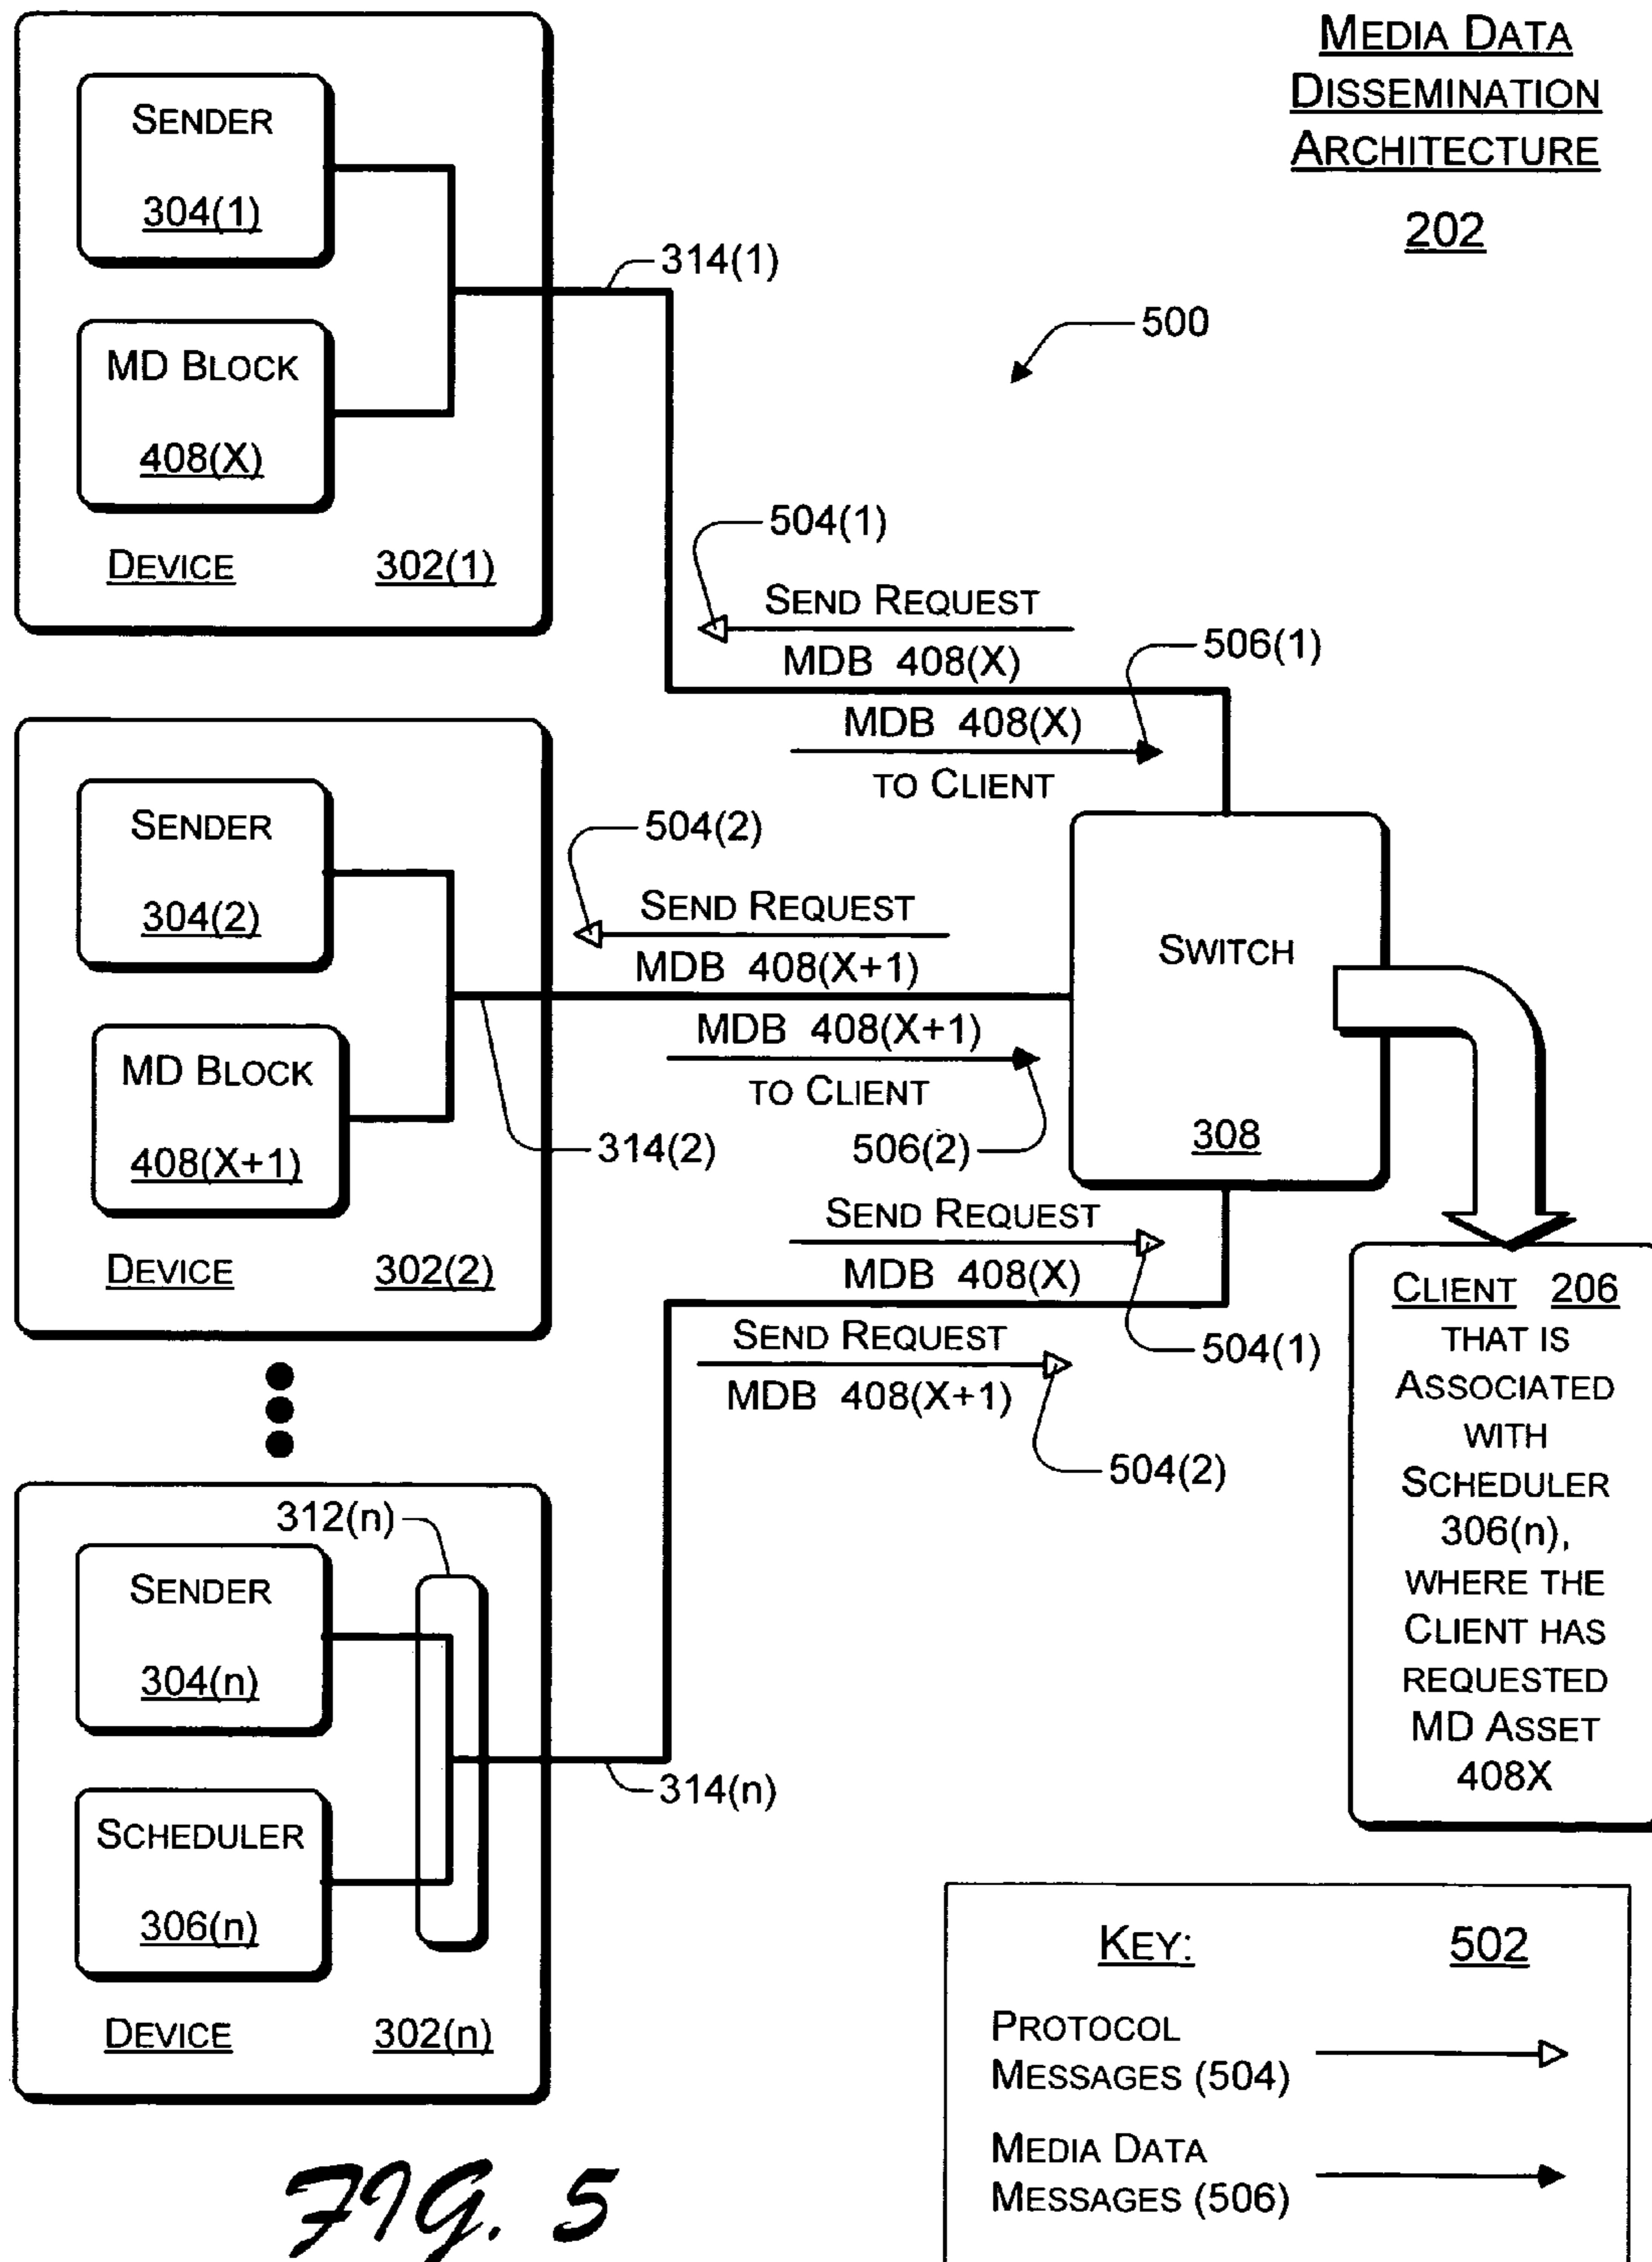 MEDIA DATA
DISSEMINATION
ARCHITECTURE
202
500
SENDER
304(1)
MD BLOCK
408(X)
DEVICE 302(1)
314(1)
504(1)
SEND REQUEST
MDB 408(X)
506(1)
MDB 408(X)
TO CLIENT
SENDER
304(2)
MD BLOCK
408(X+1)
DEVICE 302(2)
504(2)
SEND REQUEST
MDB 408(X+1)
MDB 408(X+1)
TO CLIENT
314(2)
506(2)
SWITCH
308
SEND REQUEST
MDB 408(X)
504(1)
SEND REQUEST
MDB 408(X+1)
504(2)
CLIENT 206
THAT IS
ASSOCIATED
WITH
SCHEDULER
306(n),
WHERE THE
CLIENT HAS
REQUESTED
MD ASSET
408X
312(n)
SENDER
304(n)
SCHEDULER
306(n)
DEVICE 302(n)
314(n)
KEY: 502
PROTOCOL
MESSAGES (504)
MEDIA DATA
MESSAGES (506)
FIG. 5